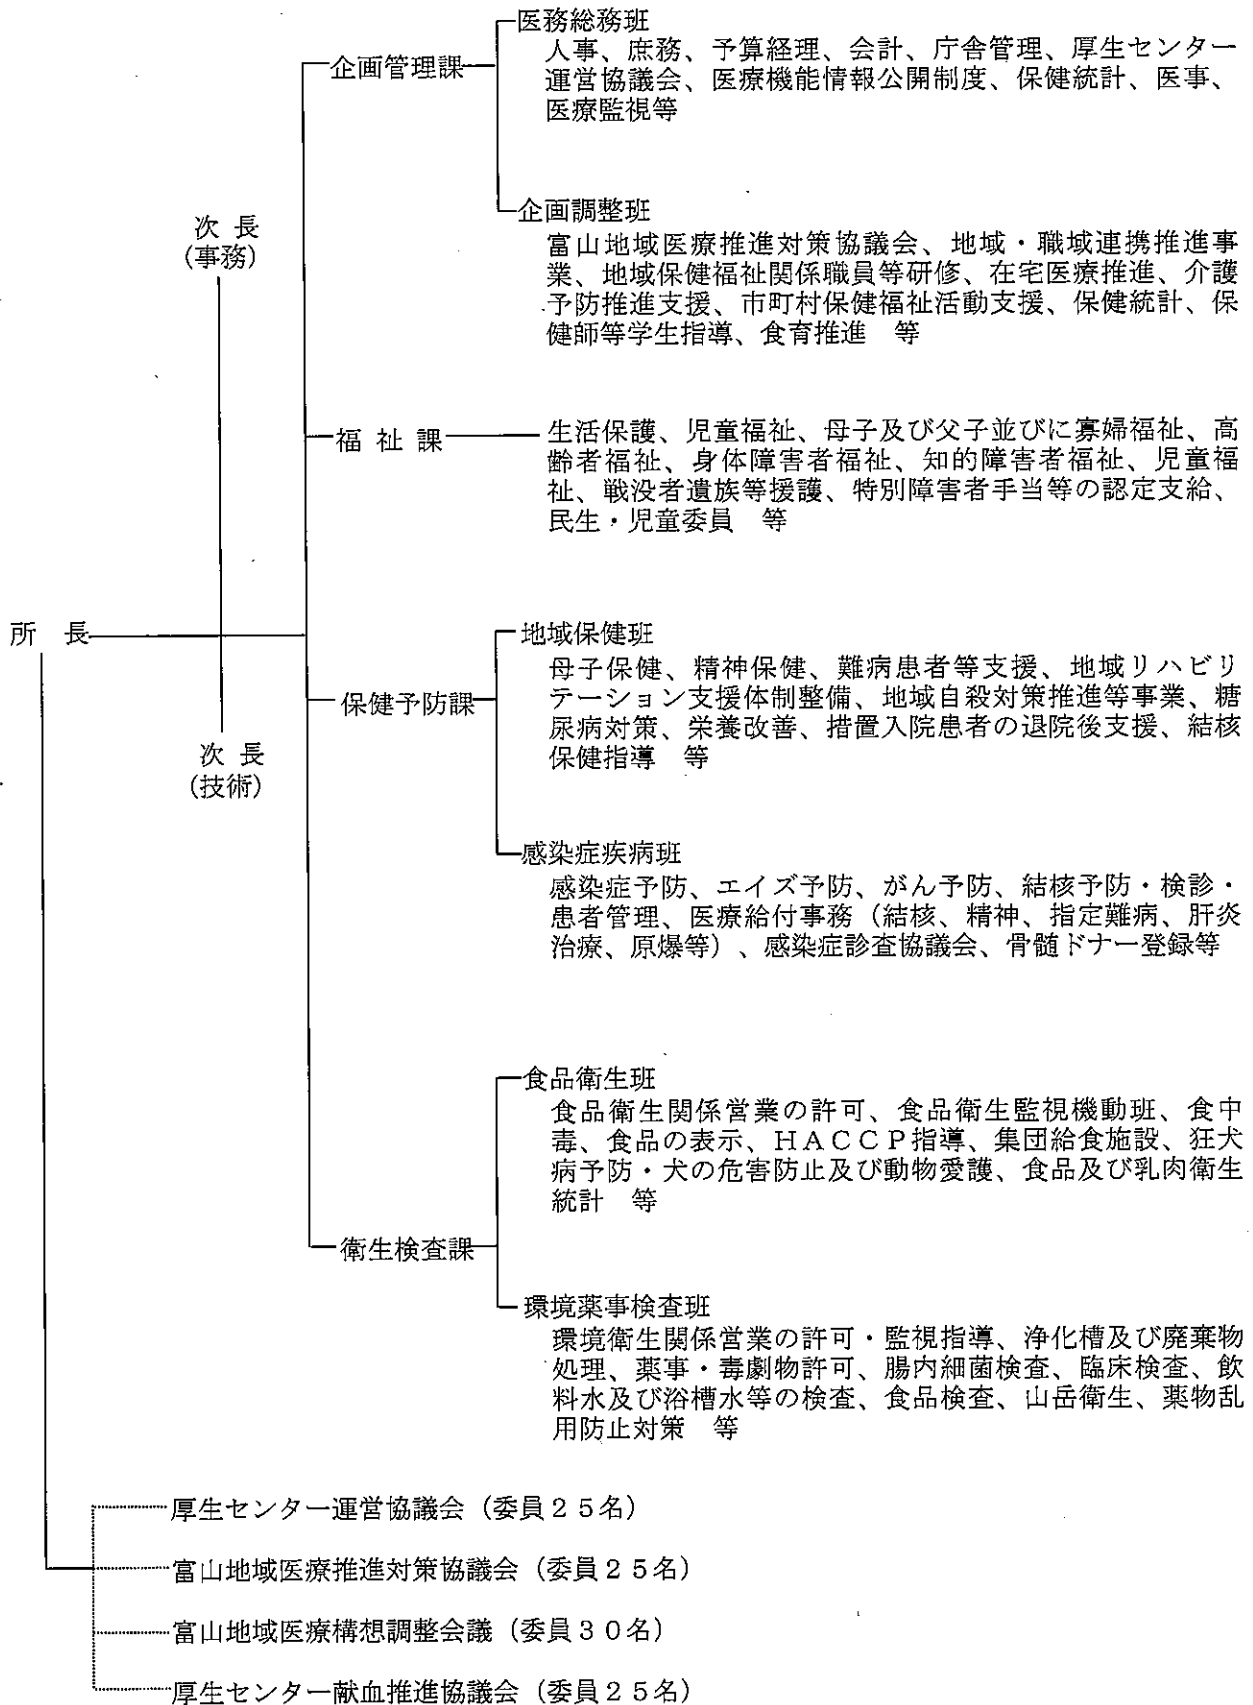 医務総務班
人事、庶務、予算経理、会計、庁舎管理、厚生センター
運営協議会、医療機能情報公開制度、保健統計、医事、
医療監視等
企画管理課
企画調整班
富山地域医療推進対策協議会、地域・職域連携推進事
業、地域保健福祉関係職員等研修、在宅医療推進、介護
予防推進支援、市町村保健福祉活動支援、保健統計、保
健師等学生指導、食育推進　等
次 長
(事務)
福 祉 課
生活保護、児童福祉、母子及び父子並びに寡婦福祉、高
齢者福祉、身体障害者福祉、知的障害者福祉、児童福
祉、戦没者遺族等援護、特別障害者手当等の認定支給、
民生・児童委員　等
所　長
地域保健班
母子保健、精神保健、難病患者等支援、地域リハビリ
テーション支援体制整備、地域自殺対策推進等事業、糖
尿病対策、栄養改善、措置入院患者の退院後支援、結核
保健指導　等
保健予防課
次 長
(技術)
感染症疾病班
感染症予防、エイズ予防、がん予防、結核予防・検診・
患者管理、医療給付事務（結核、精神、指定難病、肝炎
治療、原爆等）、感染症診査協議会、骨髄ドナー登録等
食品衛生班
食品衛生関係営業の許可、食品衛生監視機動班、食中
毒、食品の表示、ＨＡＣＣＰ指導、集団給食施設、狂犬
病予防・犬の危害防止及び動物愛護、食品及び乳肉衛生
統計　等
衛生検査課
環境薬事検査班
環境衛生関係営業の許可・監視指導、浄化槽及び廃棄物
処理、薬事・毒劇物許可、腸内細菌検査、臨床検査、飲
料水及び浴槽水等の検査、食品検査、山岳衛生、薬物乱
用防止対策　等
厚生センター運営協議会（委員２５名）
富山地域医療推進対策協議会（委員２５名）
富山地域医療構想調整会議（委員３０名）
厚生センター献血推進協議会（委員２５名）